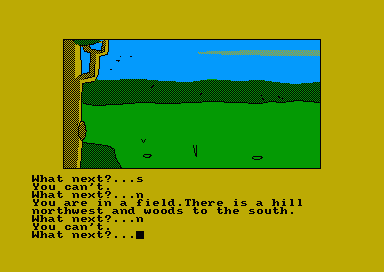 What next?...s
You can't.
What next?...n
You are in a field.There is a hill
northwest and woods to the south.
What next?...n
You can't.
What next?...